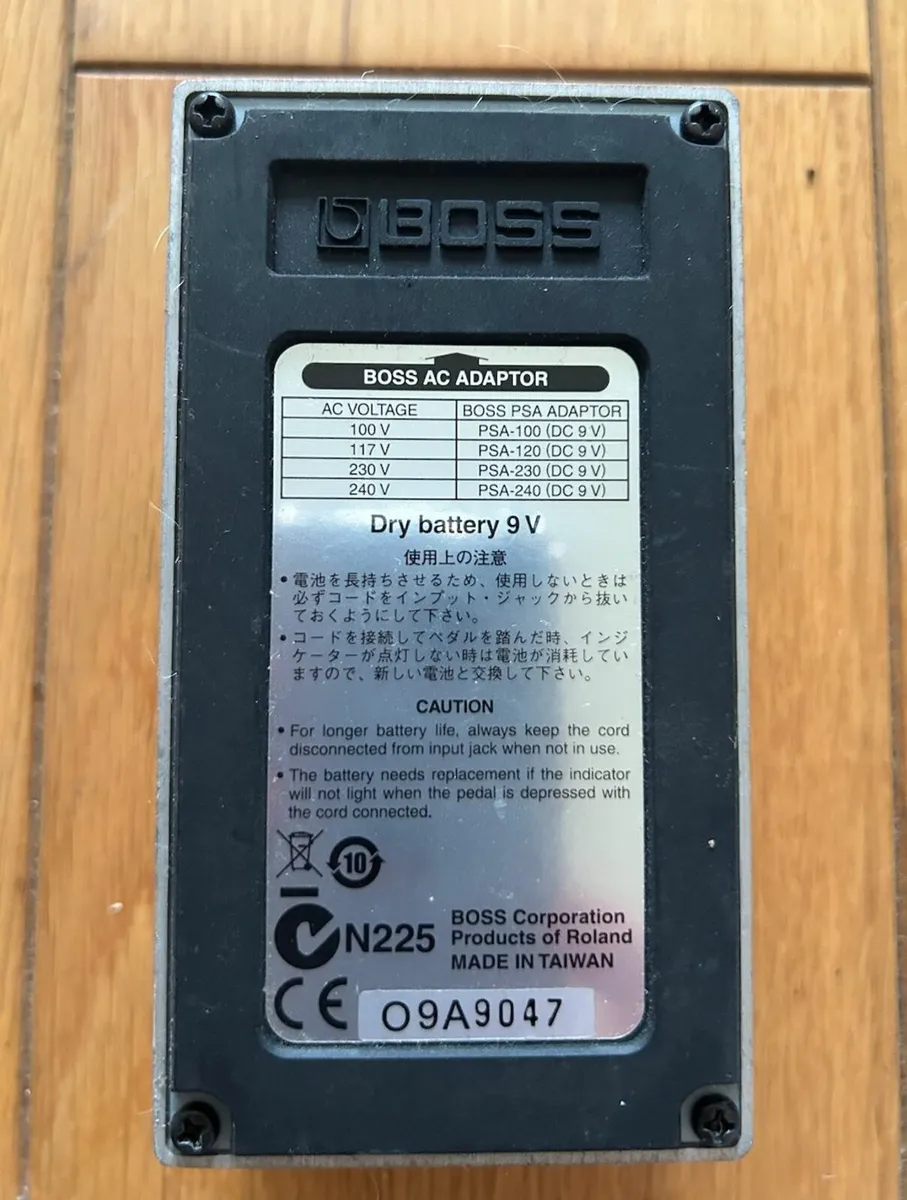 BOSS
BOSS AC ADAPTOR
AC VOLTAGE BOSS PSA ADAPTOR
100 V PSA-100 (DC 9 V)
117 V PSA-120 (DC 9 V)
230 V PSA-230 (DC 9 V)
240 V PSA-240 (DC 9 V)
Dry battery 9 V
使用上の注意
• 電池を長持ちさせるため、使用しないときは
必ずコードをインプット・ジャックから抜い
ておくようにして下さい。
• コードを接続してペダルを踏んだ時、インジ
ケーターが点灯しない時は電池が消耗してい
ますので、新しい電池と交換して下さい。
CAUTION
• For longer battery life, always keep the cord
disconnected from input jack when not in use.
• The battery needs replacement if the indicator
will not light when the pedal is depressed with
the cord connected.
10
N225
BOSS Corporation
Products of Roland
MADE IN TAIWAN
CE
O9A9047